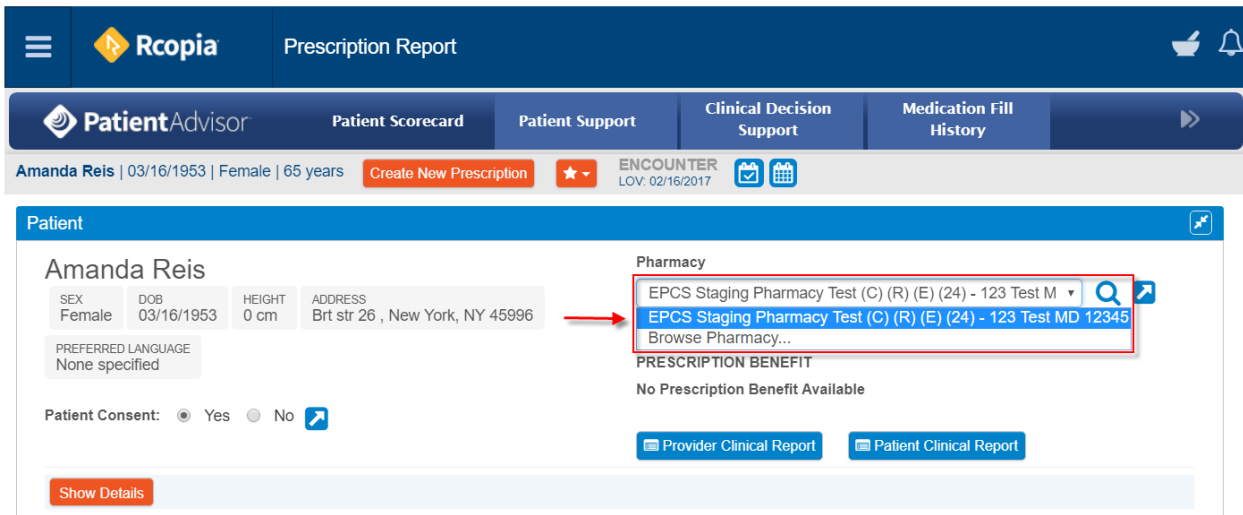 Rcopia
Prescription Report
PatientAdvisor
Patient Scorecard
Patient Support
Clinical Decision
Support
Medication Fill
History
Amanda Reis | 03/16/1953 | Female | 65 years
Create New Prescription
ENCOUNTER
LOV: 02/16/2017
Patient
Amanda Reis
SEX
Female
DOB
03/16/1953
HEIGHT
0 cm
ADDRESS
Brt str 26 , New York, NY 45996
PREFERRED LANGUAGE
None specified
Patient Consent: Yes No
Pharmacy
EPCS Staging Pharmacy Test (C) (R) (E) (24) - 123 Test M
EPCS Staging Pharmacy Test (C) (R) (E) (24) - 123 Test MD 12345
Browse Pharmacy...
PRESCRIPTION BENEFIT
No Prescription Benefit Available
Provider Clinical Report
Patient Clinical Report
Show Details